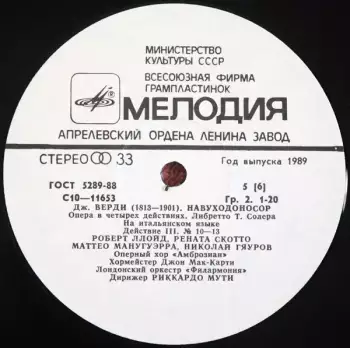 МИНИСТЕРСТВО
КУЛЬТУРЫ СССР
ВСЕСОЮЗНАЯ ФИРМА
ГРАМПЛАСТИНОК
МЕЛОДИЯ
АПРЕЛЕВСКИЙ ОРДЕНА ЛЕНИНА ЗАВОД
СТЕРЕО 33
Год выпуска 1989
ГОСТ 5289-88
5 [6]
С10—11653
Гр. 2. 1-20
Дж. ВЕРДИ (1813—1901). НАВУХОДОНОСОР
Опера в четырех действиях. Либретто Т. Солера
На итальянском языке
Действие III, № 10—13
РОБЕРТ ЛЛОЙД, РЕНАТА СКОТТО
МАТТЕО МАНУГУЭРРА, НИКОЛАЙ ГЯУРОВ
Оперный хор «Амброзиан»
Хормейстер Джон Мак-Карти
Лондонский оркестр «Филармония»
Дирижер РИККАРДО МУТИ